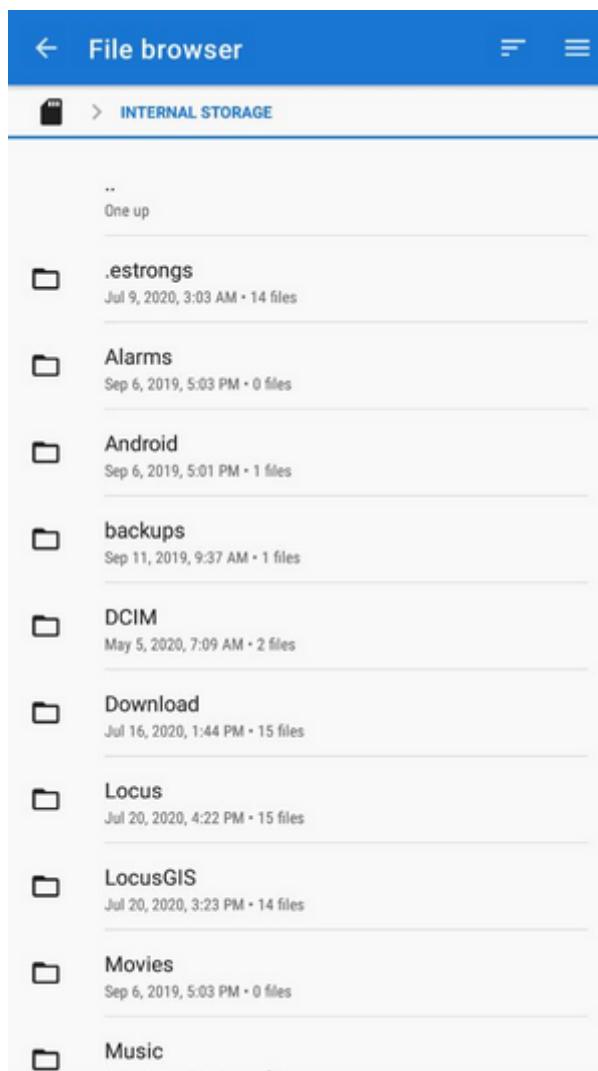 File browser
INTERNAL STORAGE
..
One up
.estrongs
Jul 9, 2020, 3:03 AM • 14 files
Alarms
Sep 6, 2019, 5:03 PM • 0 files
Android
Sep 6, 2019, 5:01 PM • 1 files
backups
Sep 11, 2019, 9:37 AM • 1 files
DCIM
May 5, 2020, 7:09 AM • 2 files
Download
Jul 16, 2020, 1:44 PM • 15 files
Locus
Jul 20, 2020, 4:22 PM • 15 files
LocusGIS
Jul 20, 2020, 3:23 PM • 14 files
Movies
Sep 6, 2019, 5:03 PM • 0 files
Music